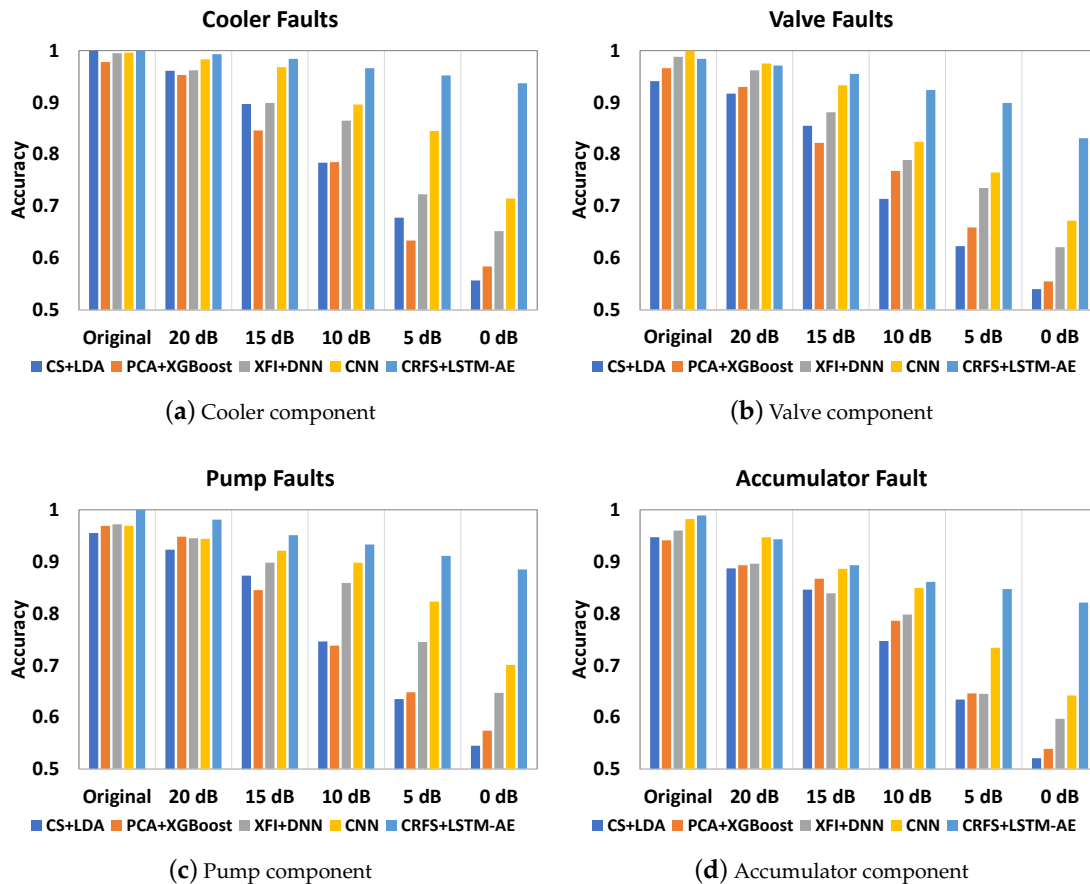 Cooler Faults
Accuracy
1
0.9
0.8
0.7
0.6
0.5
Original 20 dB 15 dB 10 dB 5 dB 0 dB
CS+LDA PCA+XGBoost XFI+DNN CNN CRFS+LSTM-AE
(a) Cooler component
Valve Faults
Accuracy
1
0.9
0.8
0.7
0.6
0.5
Original 20 dB 15 dB 10 dB 5 dB 0 dB
CS+LDA PCA+XGBoost XFI+DNN CNN CRFS+LSTM-AE
(b) Valve component
Pump Faults
Accuracy
1
0.9
0.8
0.7
0.6
0.5
Original 20 dB 15 dB 10 dB 5 dB 0 dB
CS+LDA PCA+XGBoost XFI+DNN CNN CRFS+LSTM-AE
(c) Pump component
Accumulator Fault
Accuracy
1
0.9
0.8
0.7
0.6
0.5
Original 20 dB 15 dB 10 dB 5 dB 0 dB
CS+LDA PCA+XGBoost XFI+DNN CNN CRFS+LSTM-AE
(d) Accumulator component